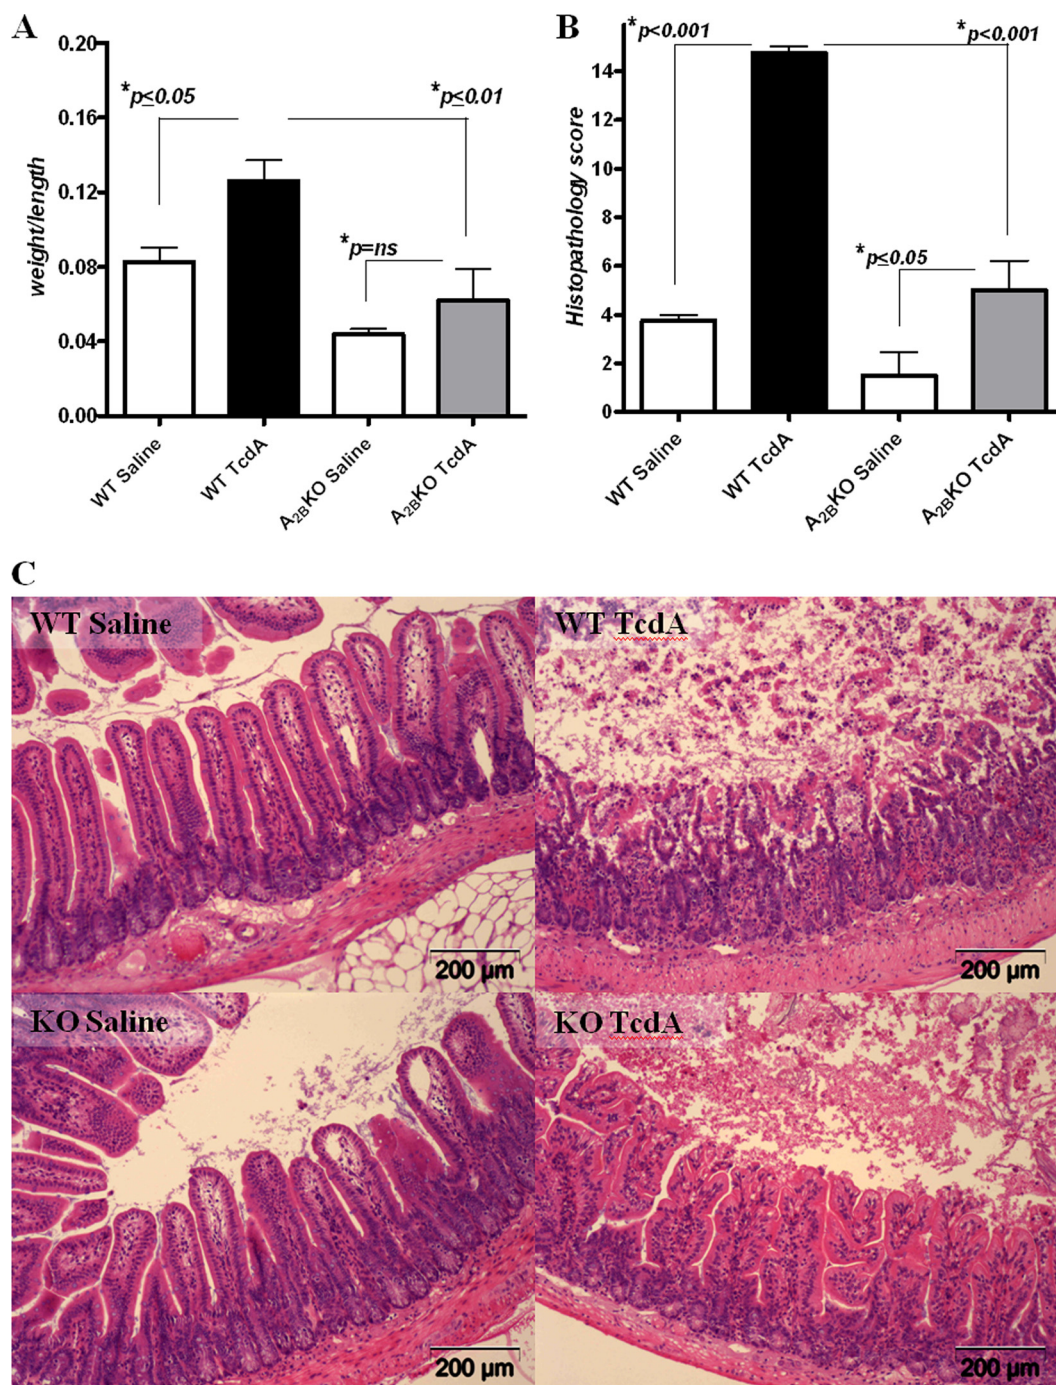 A
0.20
0.16
0.12
0.08
0.04
0.00
weight/length
*p≤0.05
*p≤0.01
*p=ns
WT Saline
WT TcdA
A₂BKO Saline
A₂BKO TcdA
B
14
12
10
8
6
4
2
0
Histopathology score
*p<0.001
*p<0.001
*p≤0.05
WT Saline
WT TcdA
A₂BKO Saline
A₂BKO TcdA
C
WT Saline
200 µm
WT TcdA
200 µm
KO Saline
200 µm
KO TcdA
200 µm